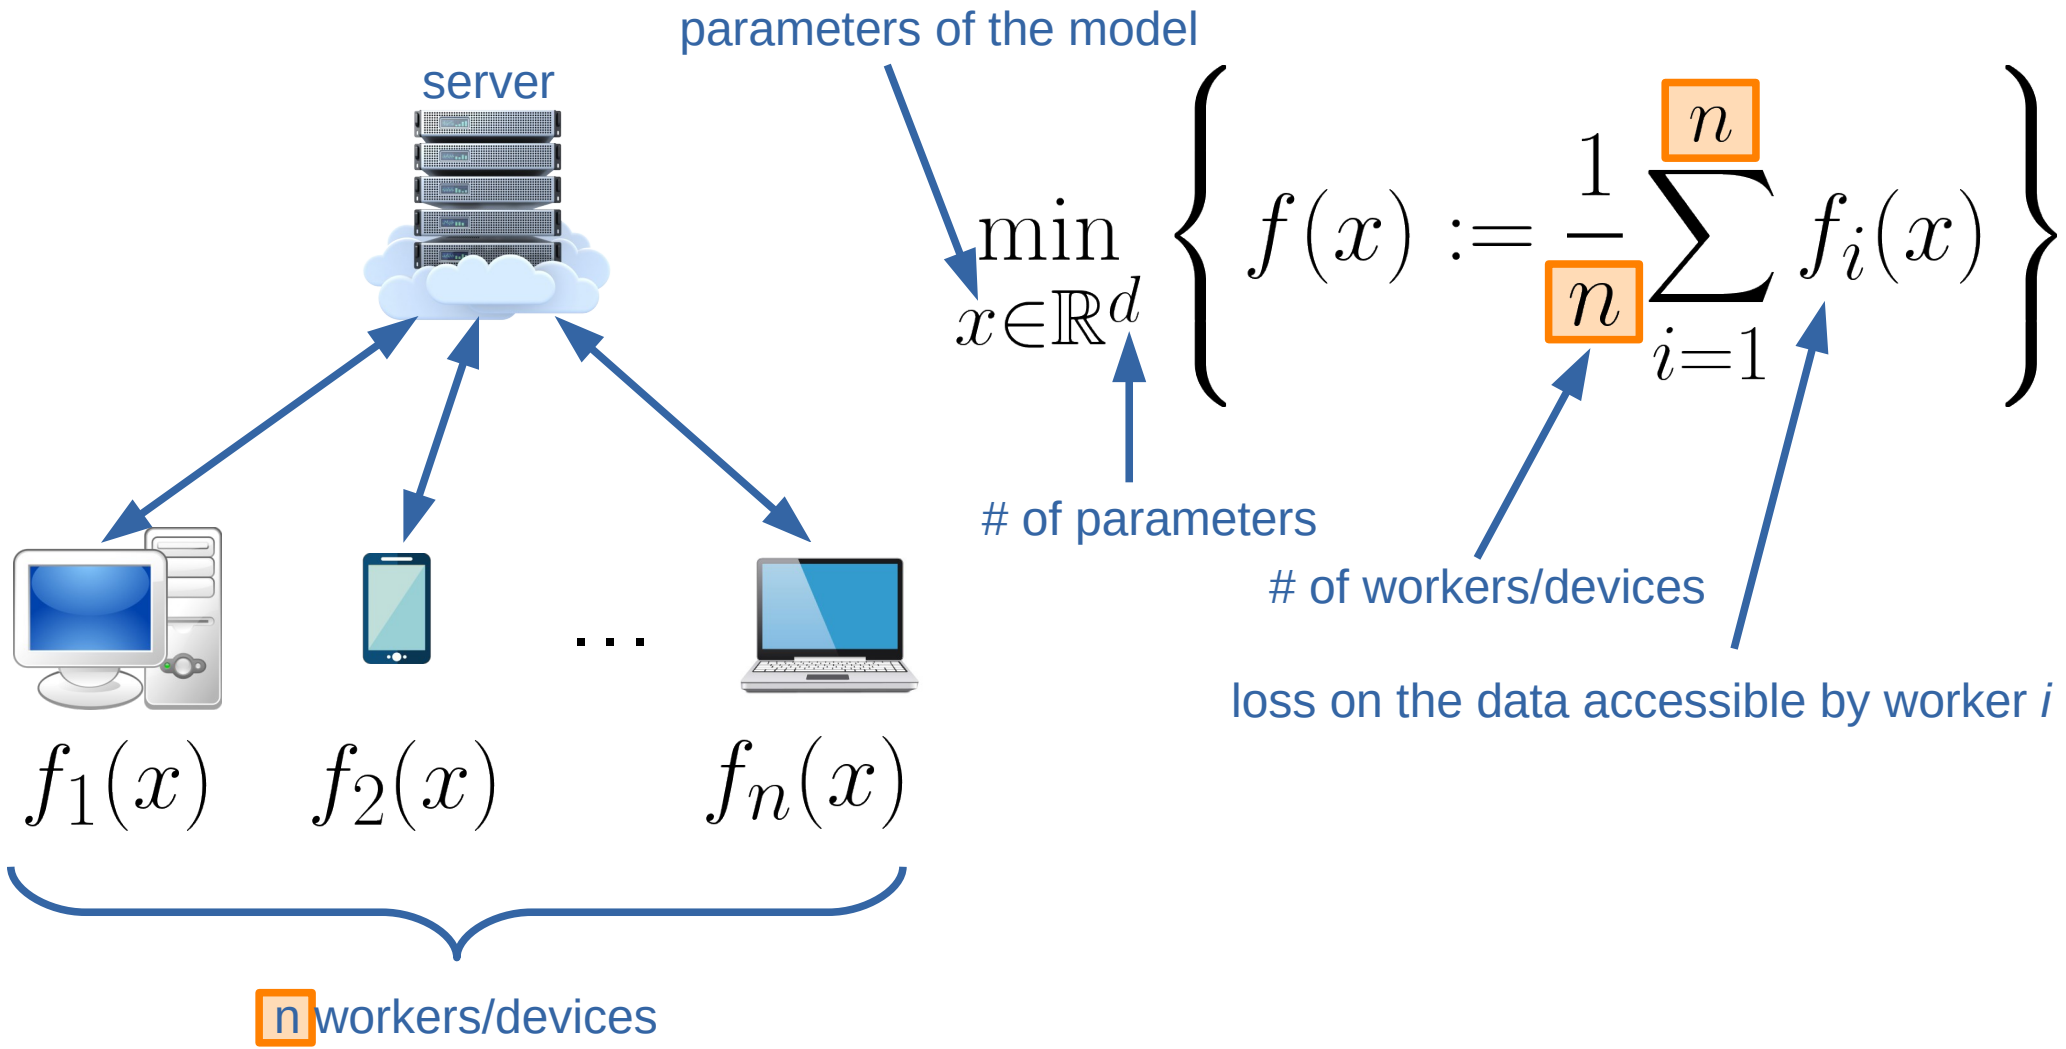 parameters of the model
server
min x∈ℝ^d { f(x) := 1/n ∑_{i=1}^{n} f_i(x) }
# of parameters
# of workers/devices
loss on the data accessible by worker i
...
f_1(x) f_2(x) f_n(x)
n workers/devices